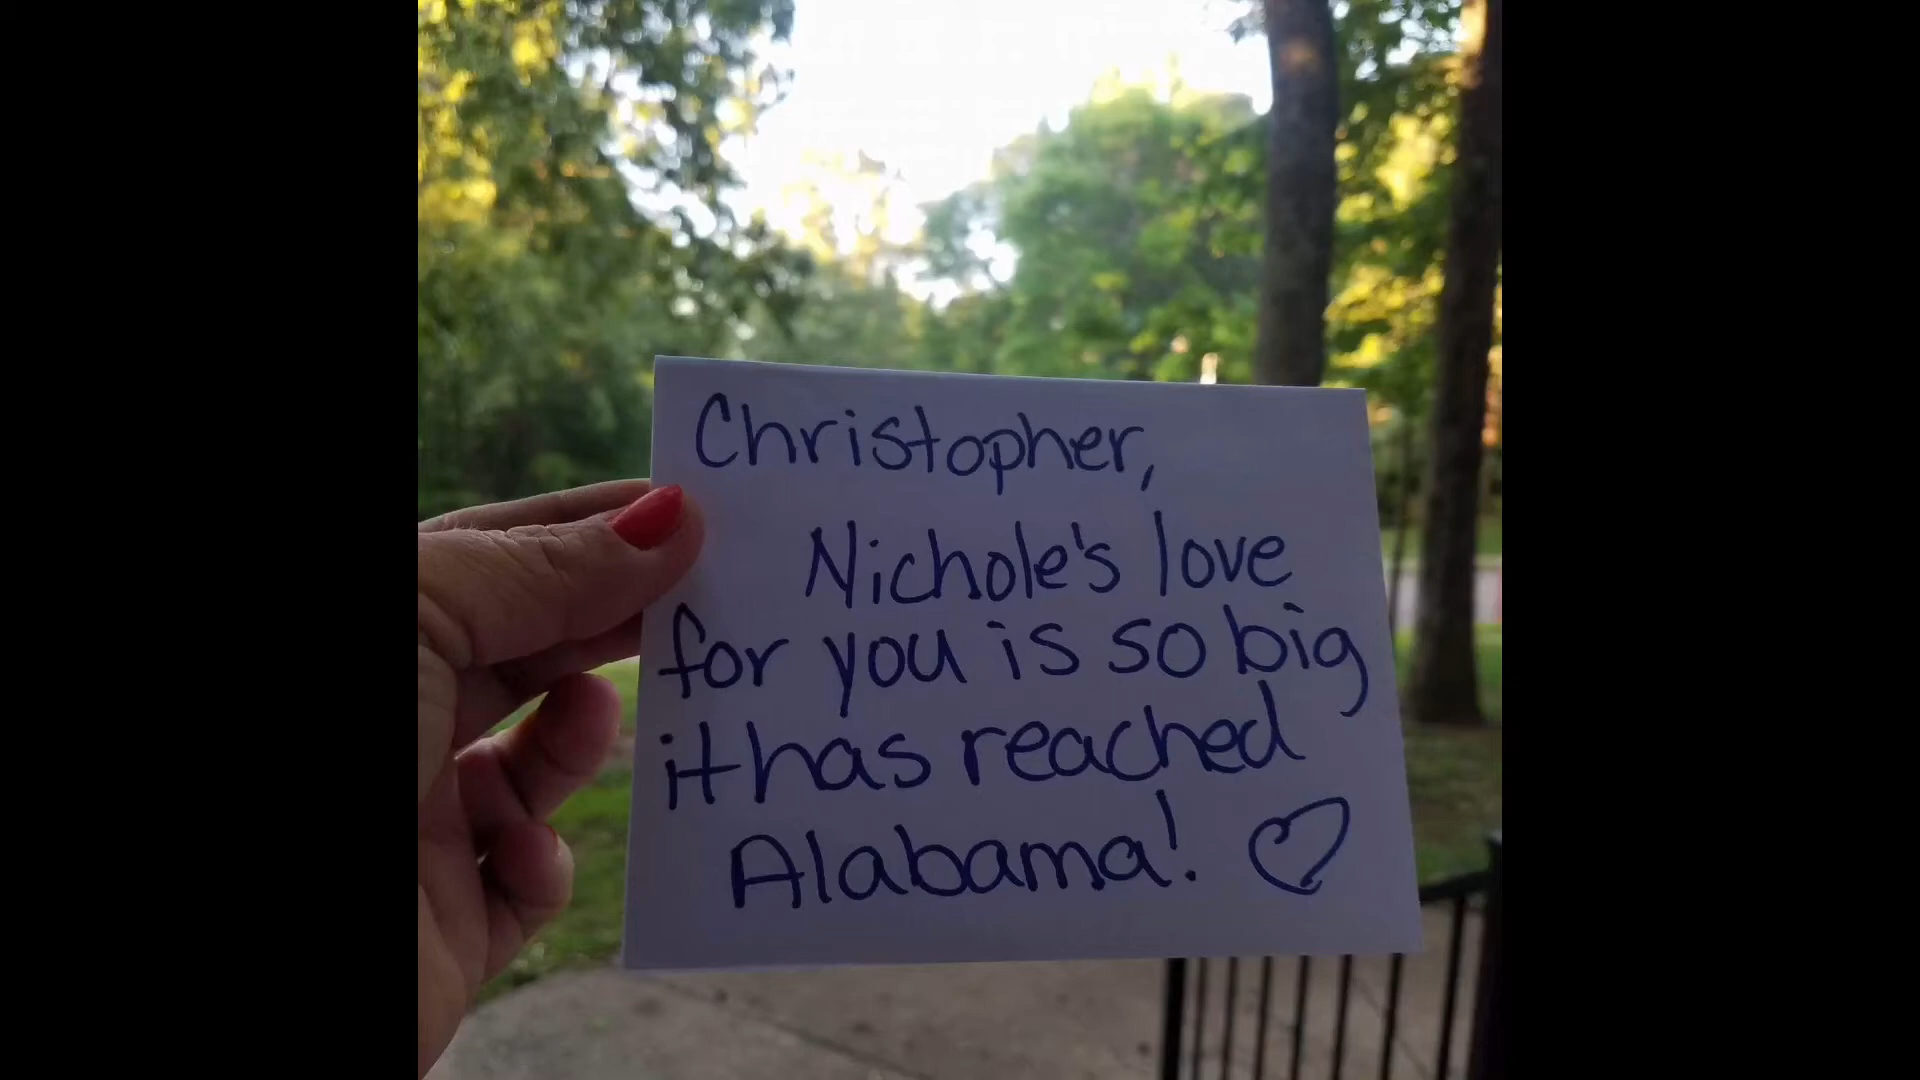 Christopher,
Nichole's love
for you is so big
it has reached
Alabama! ♡